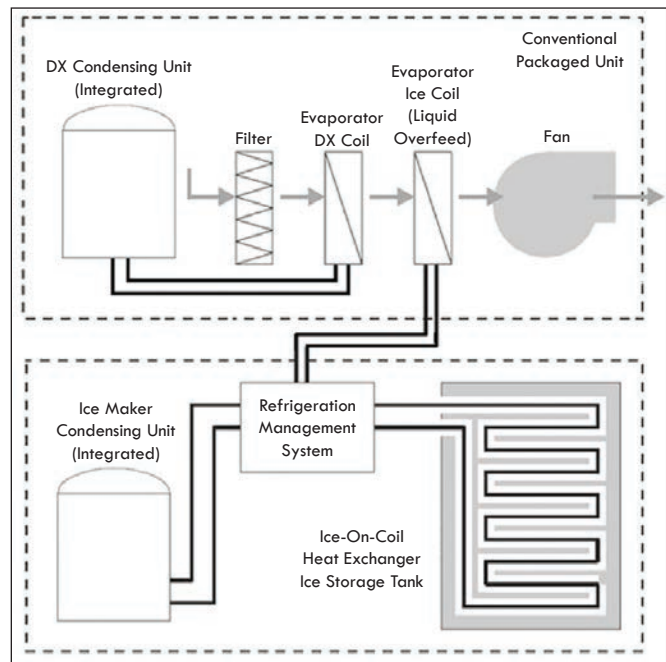 Conventional
Packaged Unit
DX Condensing Unit
(Integrated)
Filter
Evaporator
DX Coil
Evaporator
Ice Coil
(Liquid
Overfeed)
Fan
Ice Maker
Condensing Unit
(Integrated)
Refrigeration
Management
System
Ice-On-Coil
Heat Exchanger
Ice Storage Tank